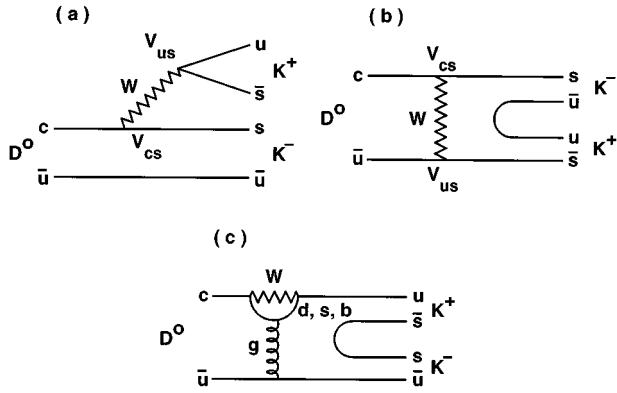 ( a )
V_us
u
W
s̄
K⁺
c
s
D⁰
V_cs
K⁻
ū
ū
( b )
V_cs
c
s
K⁻
ū
D⁰
W
u
K⁺
ū
s̄
V_us
( c )
W
c
u
d, s, b
K⁺
s̄
D⁰
g
s
K⁻
ū
ū